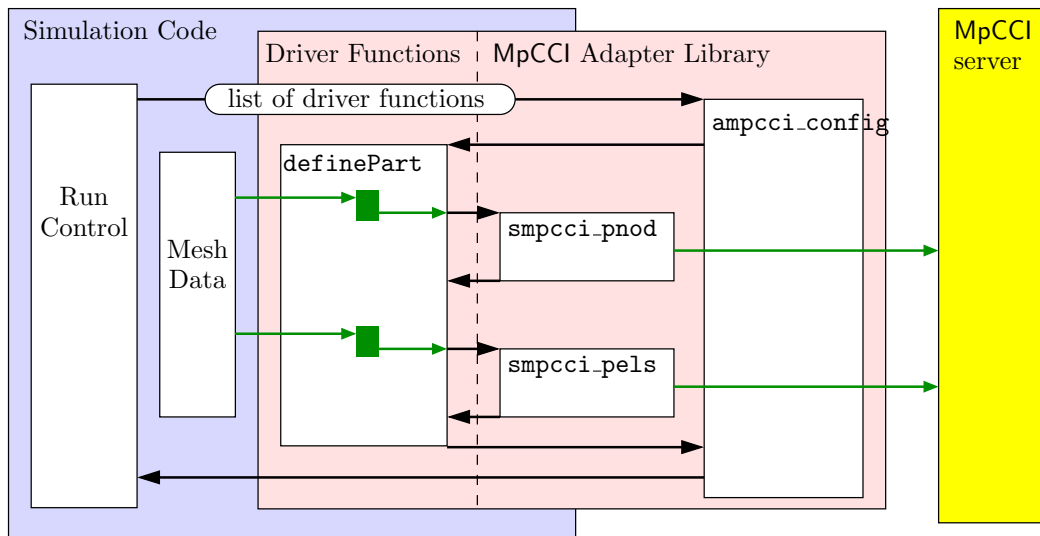 Simulation Code
Driver Functions
MpCCI Adapter Library
MpCCI
server
list of driver functions
ampcci_config
definePart
Run
Control
Mesh
Data
smpcci_pnod
smpcci_pels